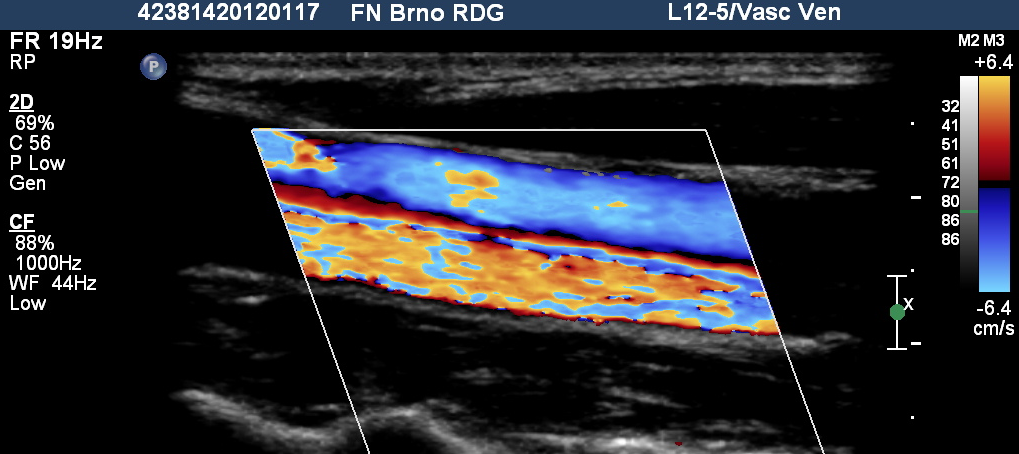 42381420120117 FN Brno RDG L12-5/Vasc Ven
FR 19Hz
RP
P
2D
69%
C 56
P Low
Gen
CF
88%
1000Hz
WF 44Hz
Low
M2 M3
+6.4
32
41
51
61
72
80
86
86
X
-6.4
cm/s